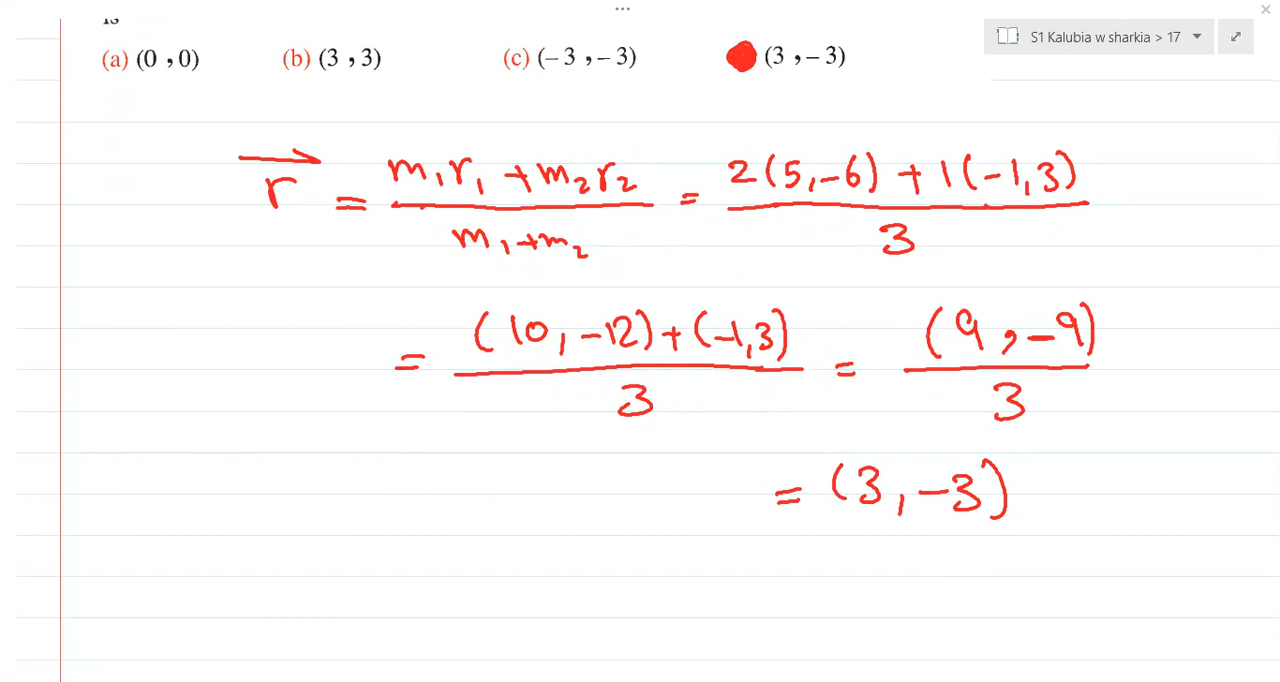 is
S1 Kalubia w sharkia > 17
(a) (0 , 0) (b) (3 , 3) (c) (– 3 , – 3) (3 , – 3)
r = m₁r₁ + m₂r₂ / m₁+m₂ = 2(5,-6) + 1(-1,3) / 3
= (10,-12)+(-1,3) / 3 = (9,-9) / 3
= (3,-3)